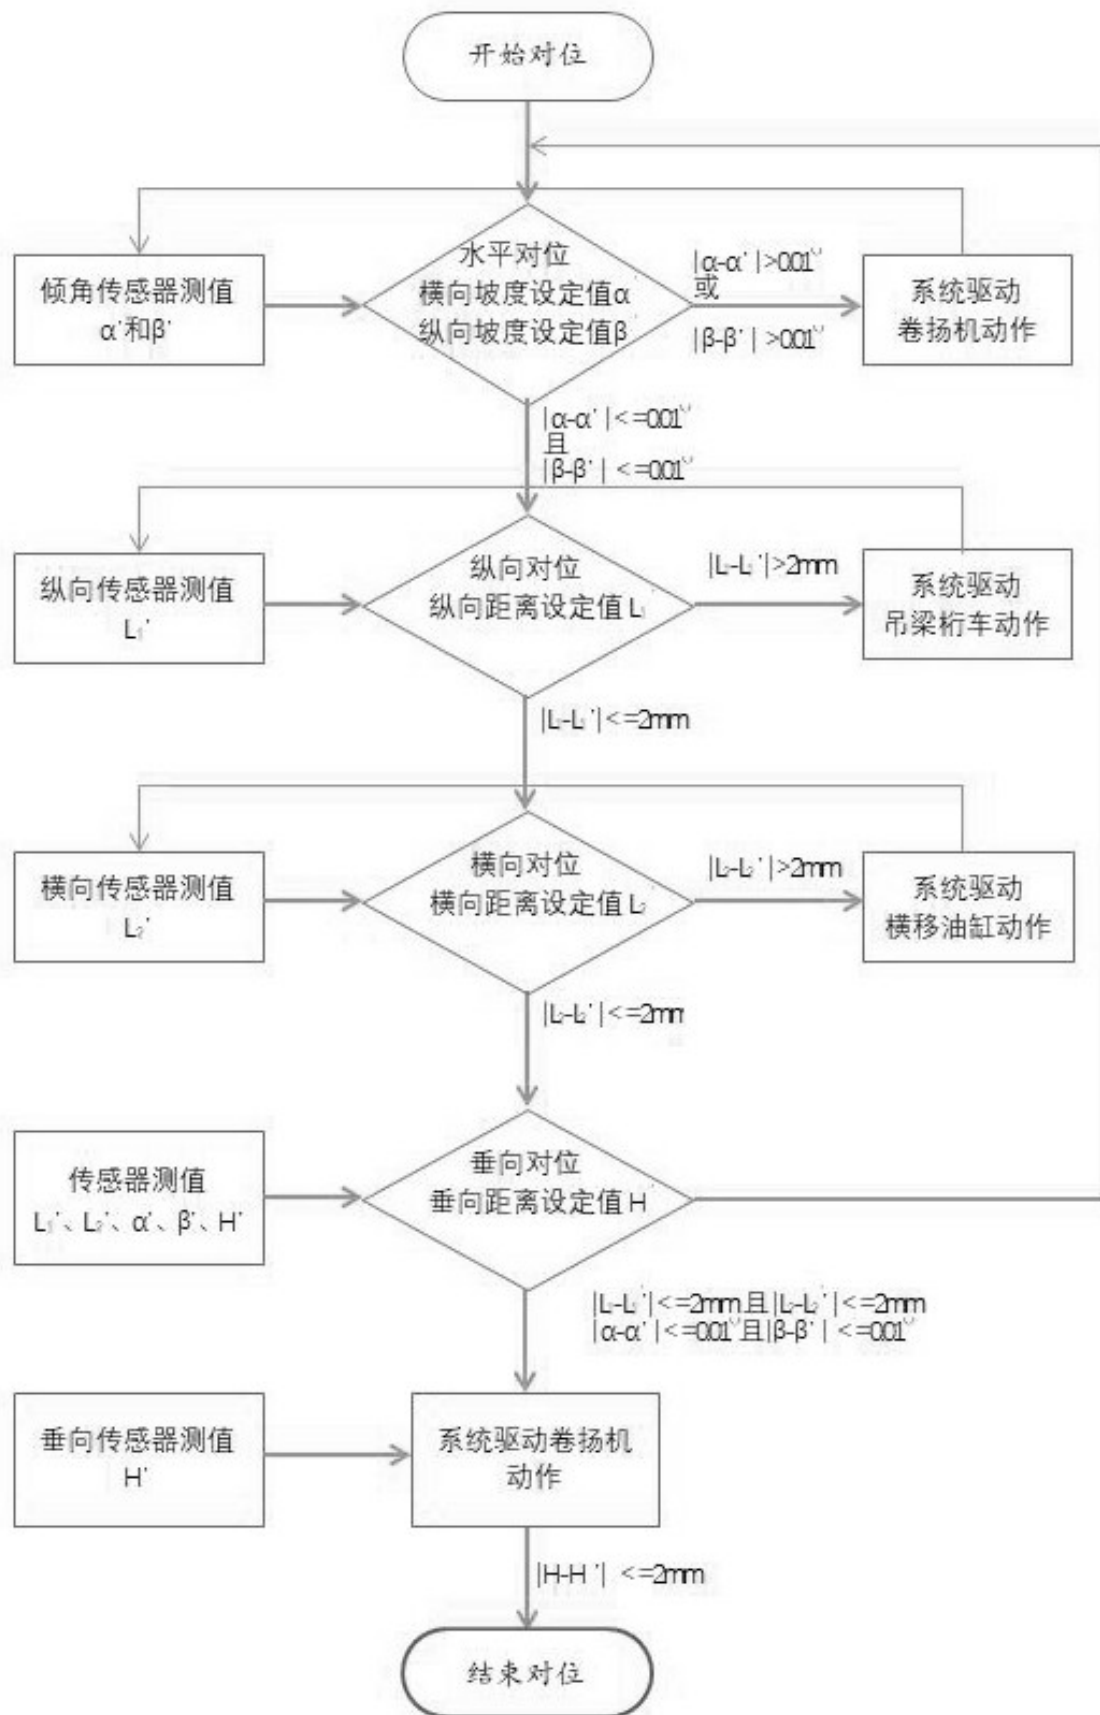 开始对位
倾角传感器测值
α'和β'
水平对位
横向坡度设定值α
纵向坡度设定值β
|α-α'|>0.01°
或
|β-β'|>0.01°
系统驱动
卷扬机动作
|α-α'|<=0.01°
且
|β-β'|<=0.01°
纵向传感器测值
L₁'
纵向对位
纵向距离设定值L₁
|L₁-L₁'|>2mm
系统驱动
吊梁桁车动作
|L₁-L₁'|<=2mm
横向传感器测值
L₂'
横向对位
横向距离设定值L₂
|L₂-L₂'|>2mm
系统驱动
横移油缸动作
|L₂-L₂'|<=2mm
传感器测值
L₁'、L₂'、α'、β'、H'
垂向对位
垂向距离设定值H
|L₁-L₁'|<=2mm且|L₂-L₂'|<=2mm
|α-α'|<=0.01°且|β-β'|<=0.01°
垂向传感器测值
H'
系统驱动卷扬机
动作
|H-H'| <=2mm
结束对位